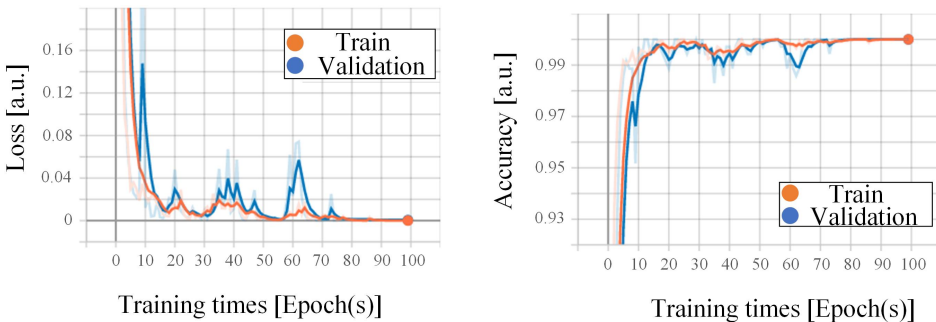 Loss [a.u.]
0.16
0.12
0.08
0.04
0
Train
Validation
0 10 20 30 40 50 60 70 80 90 100
Training times [Epoch(s)]
Accuracy [a.u.]
0.99
0.97
0.95
0.93
Train
Validation
0 10 20 30 40 50 60 70 80 90 100
Training times [Epoch(s)]